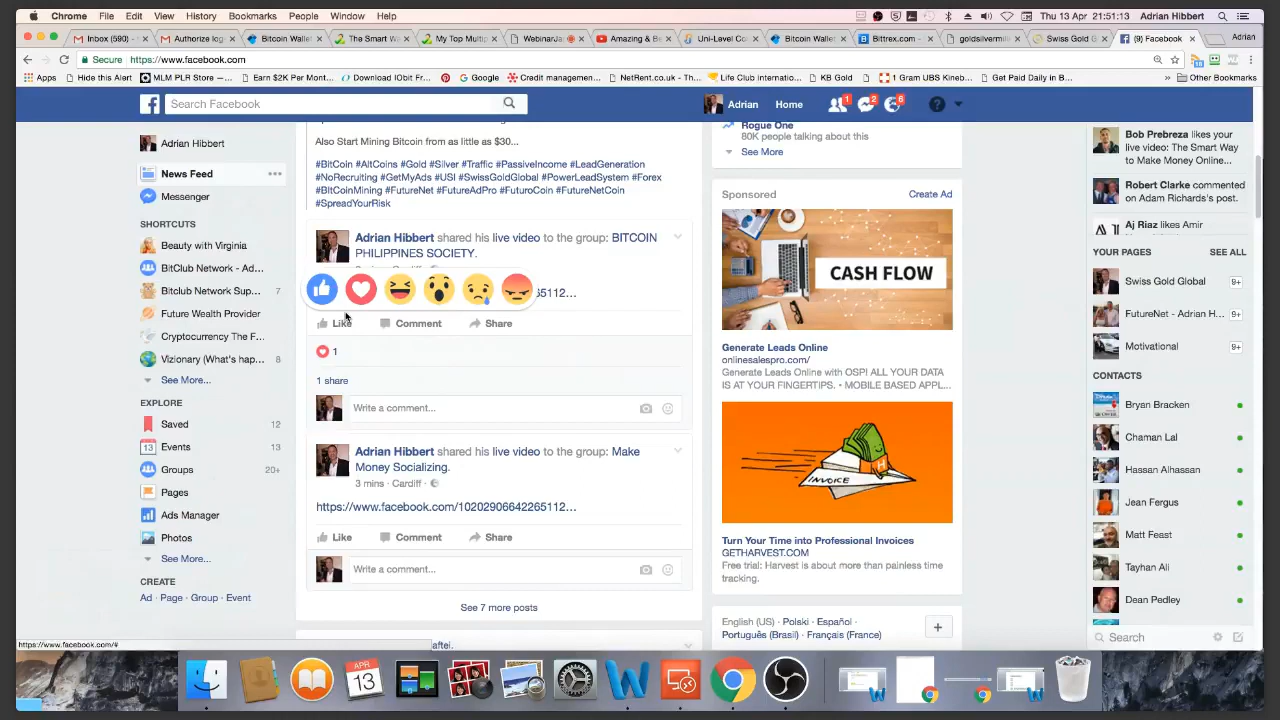 Chrome File Edit View History Bookmarks People Window Help
Thu 13 Apr 21:51:13 Adrian Hibbert
Inbox (590) -
Authorize log
Bitcoin Walle
The Smart W
My Top Multip
Webinar
Amazing & Be
Uni-Level Co
Bitcoin Wallet
Bittrex.com -
goldsilvermil
Swiss Gold G
(9) Facebook
Adrian
Secure https://www.facebook.com
Apps
Hide this Alert
MLM PLR Store —...
Earn $2K Per Mont...
Download IObit Fr...
Google
Credit managemen...
NetRent.co.uk - th...
Life Club internatio...
KB Gold
1 Gram UBS Kineb...
Get Paid Daily in B...
Other Bookmarks
Search Facebook
Adrian
Home
1
2
6
Adrian Hibbert
News Feed
Messenger
SHORTCUTS
Beauty with Virginia
BitClub Network - Ad...
Bitclub Network Sup... 7
Future Wealth Provider
Cryptocurrency The F...
Vizionary (What's hap... 8
See More...
EXPLORE
Saved 12
13 Events 13
Groups 20+
Pages
Ads Manager
Photos
See More...
CREATE
Ad · Page · Group · Event
https://www.facebook.com/#
Also Start Mining Bitcoin from as little as $30...
#BitCoin #AltCoins #Gold #Silver #Traffic #PassiveIncome #LeadGeneration
#NoRecruiting #GetMyAds #USI #SwissGoldGlobal #PowerLeadSystem #Forex
#BitCoinMining #FutureNet #FutureAdPro #FuturoCoin #FutureNetCoin
#SpreadYourRisk
Adrian Hibbert shared his live video to the group: BITCOIN
PHILIPPINES SOCIETY.
65112...
Like Comment Share
1
1 share
Write a comment...
Adrian Hibbert shared his live video to the group: Make
Money Socializing.
3 mins · Cardiff ·
https://www.facebook.com/10202906642265112...
Like Comment Share
Write a comment...
See 7 more posts
aftei.
Rogue One
80K people talking about this
See More
Sponsored Create Ad
CASH FLOW
Generate Leads Online
onlinesalespro.com/
Generate Leads Online with OSP! ALL YOUR DATA
IS AT YOUR FINGERTIPS. • MOBILE BASED APPL...
INVOICE
H
Turn Your Time into Professional Invoices
GETHARVEST.COM
Free trial: Harvest is about more than painless time
tracking.
English (US) · Polski · Español ·
Português (Brasil) · Français (France)
Bob Prebreza likes your
live video: The Smart Way
to Make Money Online...
Robert Clarke commented
on Adam Richards's post.
Aj Riaz likes Amir
YOUR PAGES SEE ALL
Swiss Gold Global 9+
FutureNet - Adrian H... 9+
Motivational 9+
CONTACTS
Bryan Bracken
Chaman Lal
Hassan Alhassan
Jean Fergus
Matt Feast
Tayhan Ali
Dean Pedley
Search
APR
13